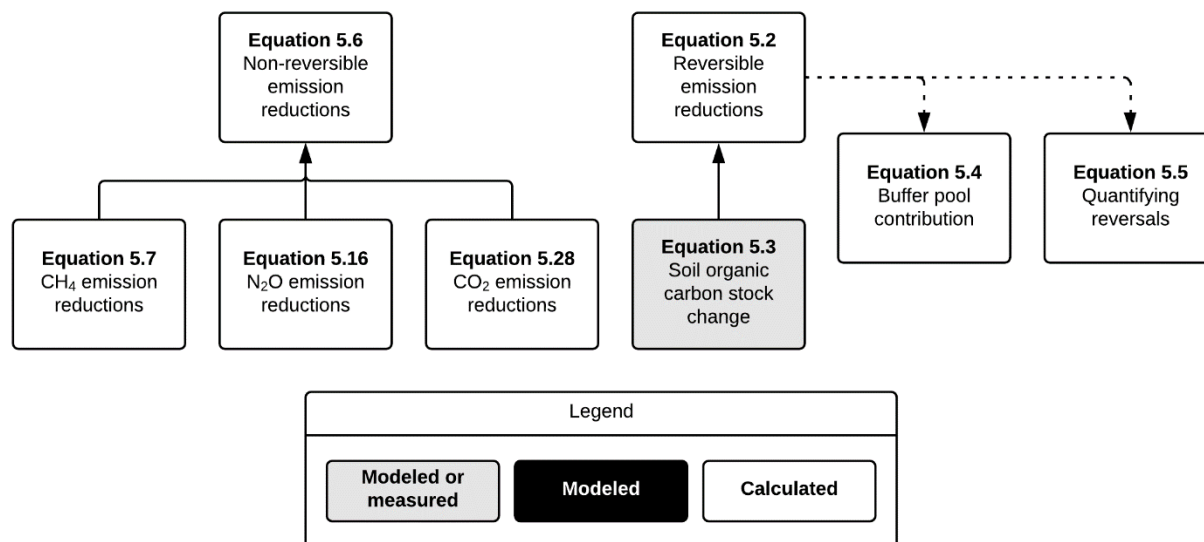 Equation 5.6
Non-reversible
emission
reductions
Equation 5.2
Reversible
emission
reductions
Equation 5.4
Buffer pool
contribution
Equation 5.5
Quantifying
reversals
Equation 5.7
CH₄ emission
reductions
Equation 5.16
N₂O emission
reductions
Equation 5.28
CO₂ emission
reductions
Equation 5.3
Soil organic
carbon stock
change
Legend
Modeled or
measured
Modeled
Calculated